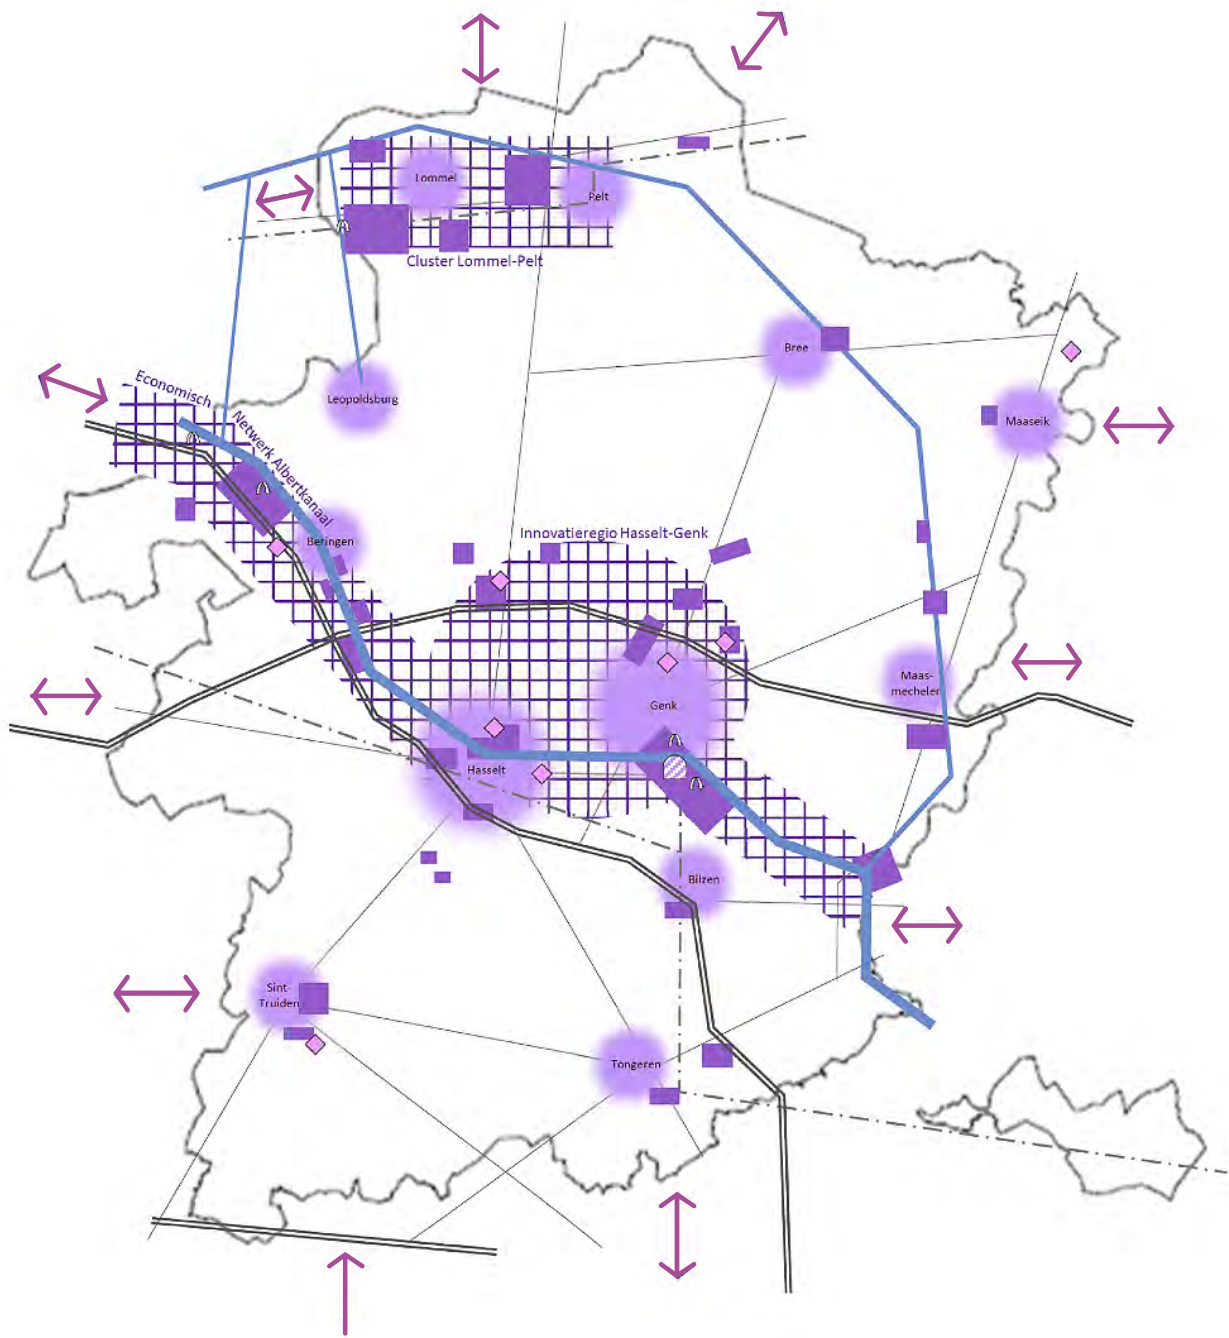 Lommel
Pelt
Cluster Lommel-Pelt
Bree
Economisch
Netwerk Albertkanaal
Leopoldsburg
Maaseik
Beringen
Innovatieregio Hasselt-Genk
Maas-
mechelen
Genk
Hasselt
Bilzen
Sint-
Truiden
Tongeren